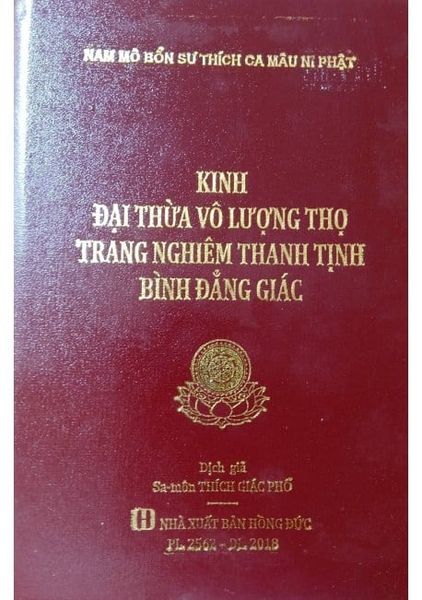 NAM MÔ BỔN SƯ THÍCH CA MÂU NI PHẬT
KINH
ĐẠI THỪA VÔ LƯỢNG THỌ
TRANG NGHIÊM THANH TỊNH
BÌNH ĐẲNG GIÁC
Dịch giả
Sa-môn THÍCH GIÁC PHỔ
NHÀ XUẤT BẢN HỒNG ĐỨC
PL 2562 - DL 2018